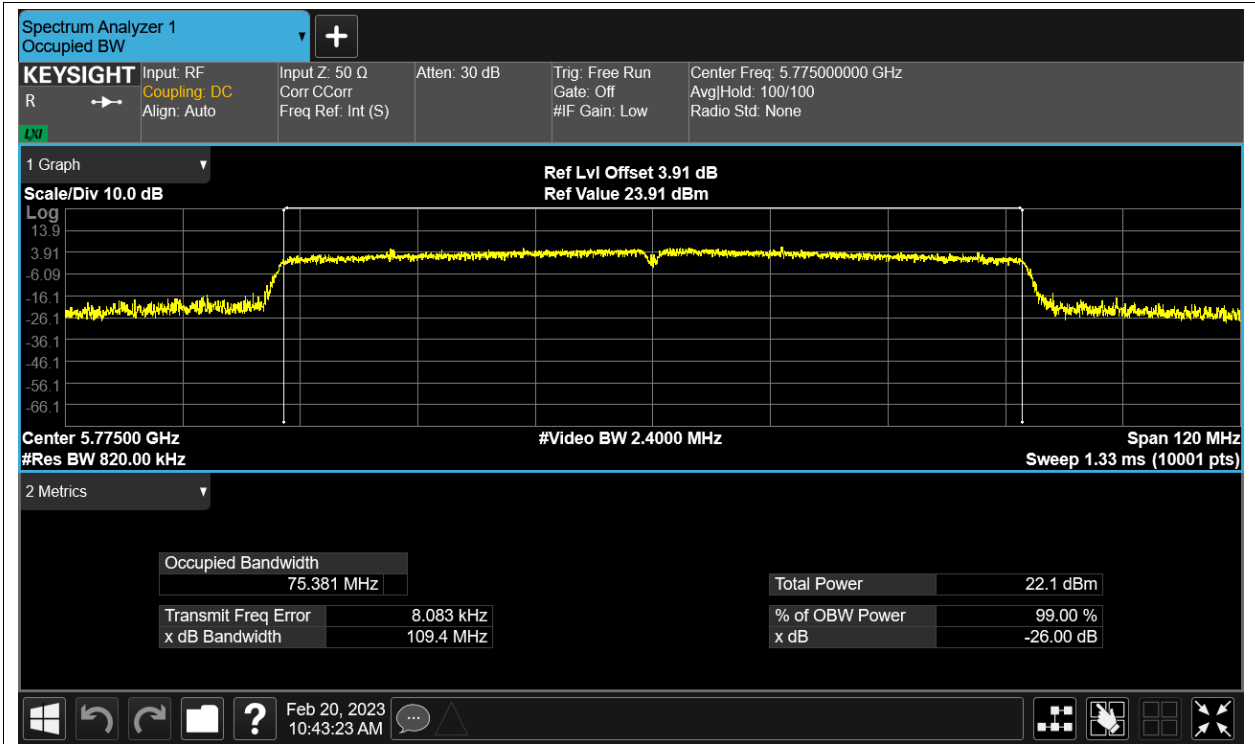 Spectrum Analyzer 1
Occupied BW
KEYSIGHT
R
LXI
Input: RF
Coupling: DC
Align: Auto
Input Z: 50 Ω
Corr CCorr
Freq Ref: Int (S)
Atten: 30 dB
Trig: Free Run
Gate: Off
#IF Gain: Low
Center Freq: 5.775000000 GHz
Avg|Hold: 100/100
Radio Std: None
1 Graph
Scale/Div 10.0 dB
Ref Lvl Offset 3.91 dB
Ref Value 23.91 dBm
Log
13.9
3.91
-6.09
-16.1
-26.1
-36.1
-46.1
-56.1
-66.1
Center 5.77500 GHz
#Res BW 820.00 kHz
#Video BW 2.4000 MHz
Span 120 MHz
Sweep 1.33 ms (10001 pts)
2 Metrics
Occupied Bandwidth
75.381 MHz
Transmit Freq Error 8.083 kHz
x dB Bandwidth 109.4 MHz
Total Power 22.1 dBm
% of OBW Power 99.00 %
x dB -26.00 dB
?
Feb 20, 2023
10:43:23 AM